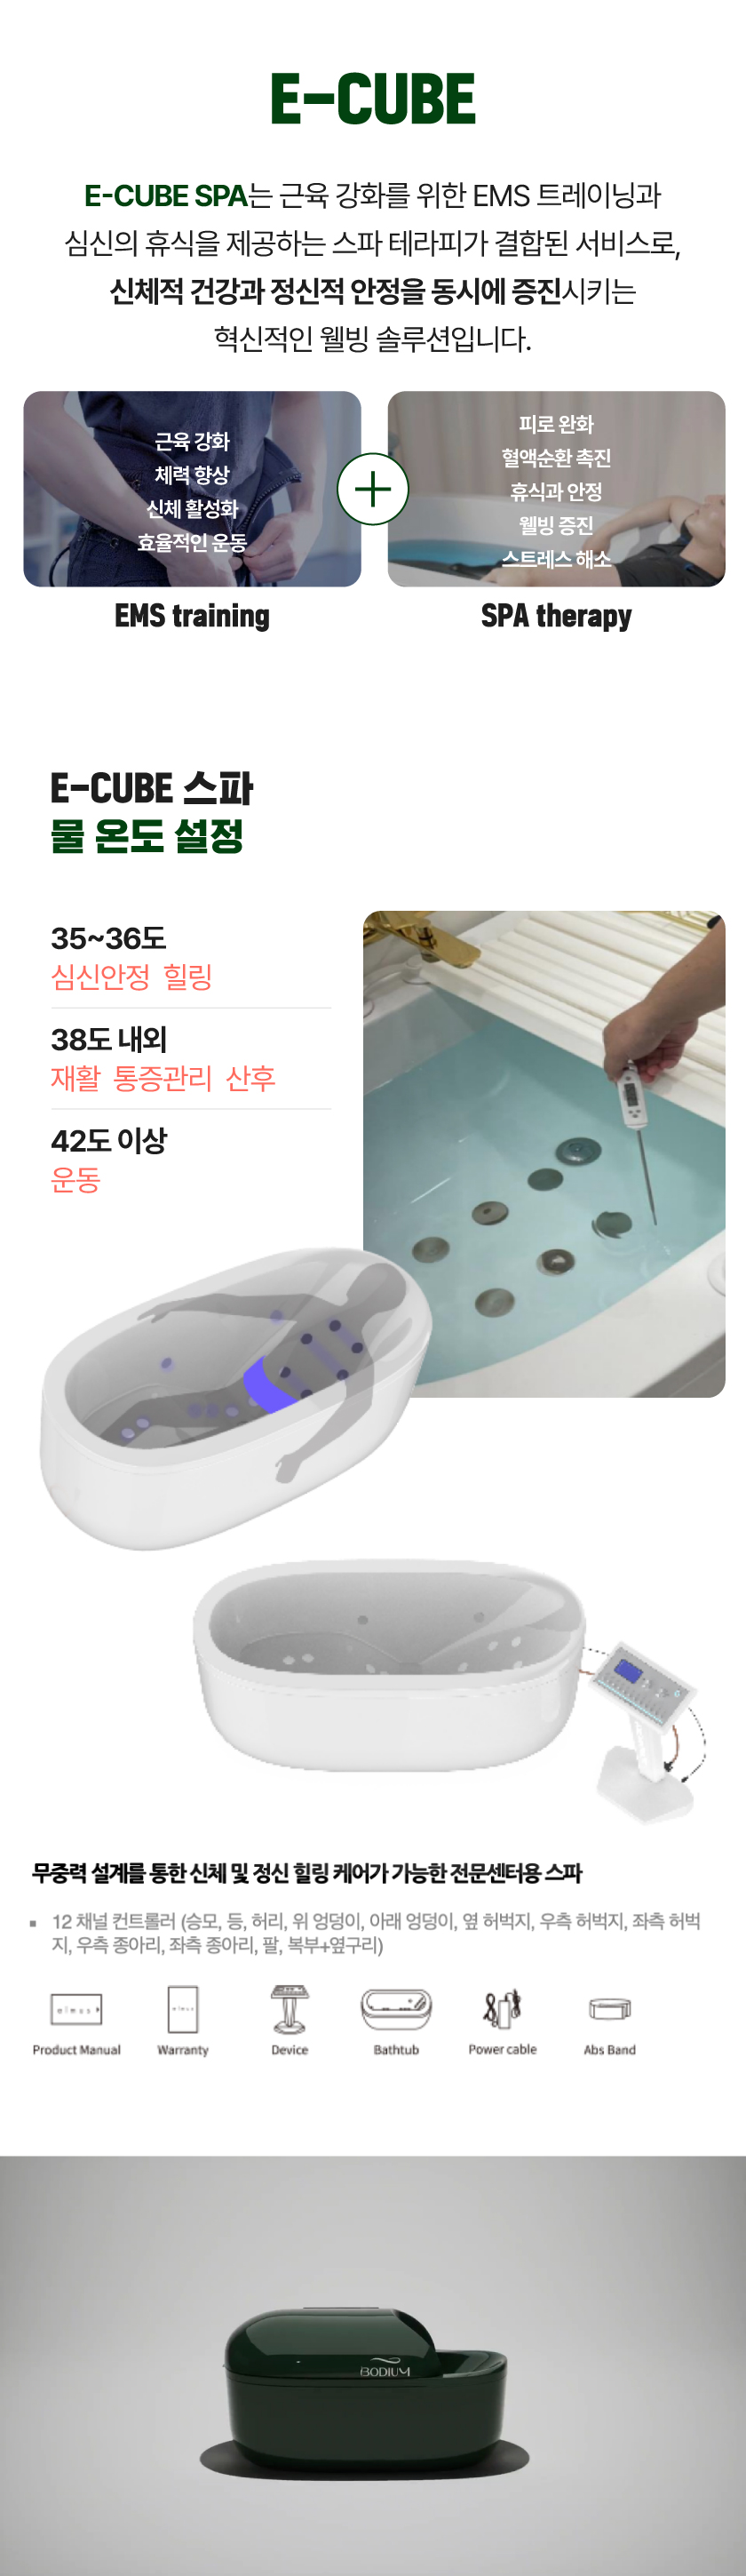 E-CUBE
E-CUBE SPA는 근육 강화를 위한 EMS 트레이닝과
심신의 휴식을 제공하는 스파 테라피가 결합된 서비스로,
신체적 건강과 정신적 안정을 동시에 증진시키는
혁신적인 웰빙 솔루션입니다.
근육 강화
체력 향상
신체 활성화
효율적인 운동
EMS training
피로 완화
혈액순환 촉진
휴식과 안정
웰빙 증진
스트레스 해소
SPA therapy
E-CUBE 스파
물 온도 설정
35~36도
심신안정 힐링
38도 내외
재활 통증관리 산후
42도 이상
운동
무중력 설계를 통한 신체 및 정신 힐링 케어가 가능한 전문센터용 스파
▪ 12 채널 컨트롤러 (승모, 등, 허리, 위 엉덩이, 아래 엉덩이, 옆 허벅지, 우측 허벅지, 좌측 허벅
지, 우측 종아리, 좌측 종아리, 팔, 복부+옆구리)
Product Manual
Warranty
Device
Bathtub
Power cable
Abs Band
BODIUM